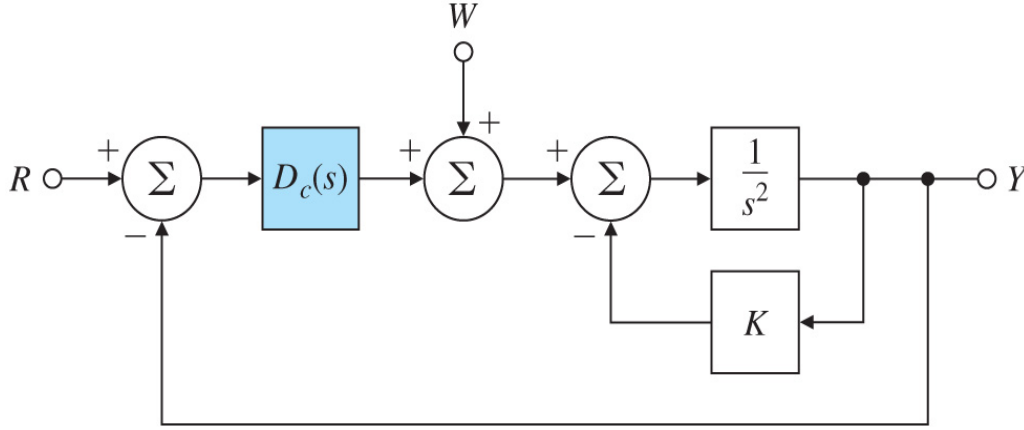 W
+
R + Σ D_c(s) + Σ + Σ 1/s² Y
− −
K